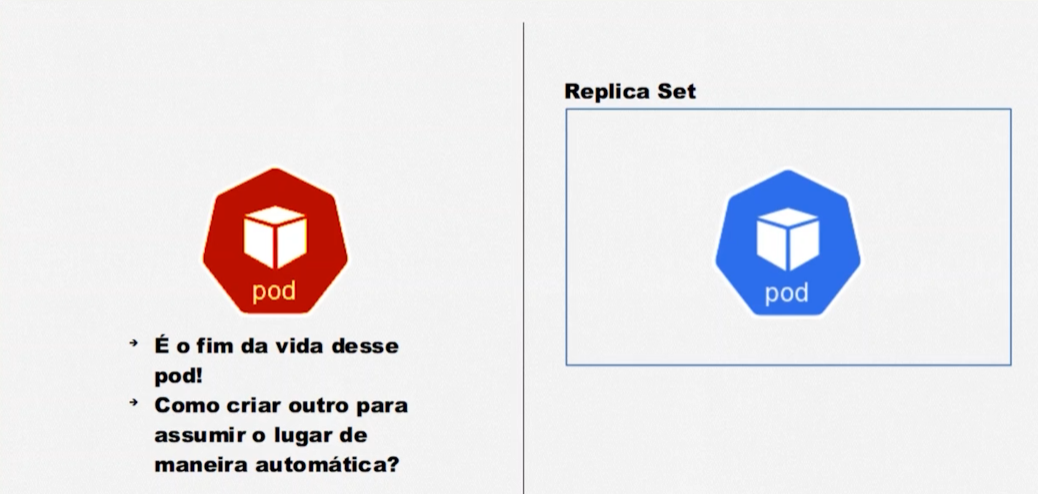 pod
→ É o fim da vida desse
pod!
→ Como criar outro para
assumir o lugar de
maneira automática?
Replica Set
pod